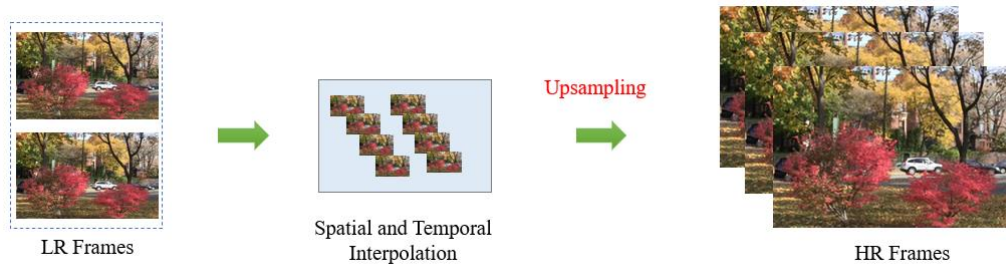 Upsampling
LR Frames
Spatial and Temporal
Interpolation
HR Frames